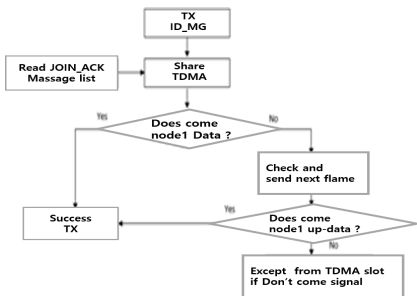 TX
ID_MG
Read JOIN_ACK
Massage list
Share
TDMA
Yes
Does come
node1 Data ?
No
Check and
send next flame
Success
TX
Yes
Does come
node1 up-data ?
No
Except from TDMA slot
if Don't come signal